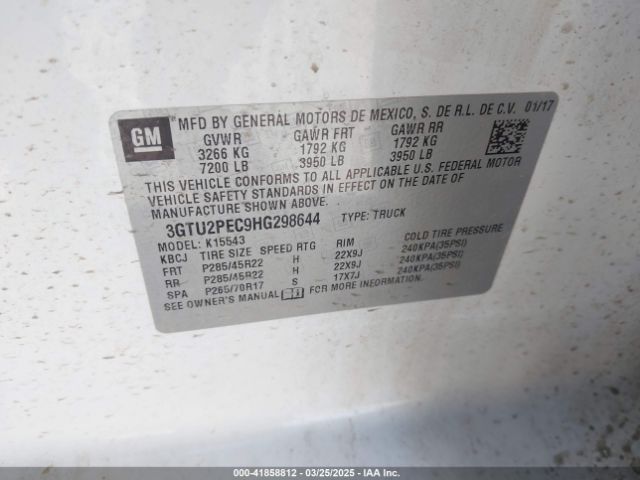 GM
MFD BY GENERAL MOTORS DE MEXICO, S. DE R.L. DE C.V. 01/17
GVWR GAWR FRT GAWR RR
3266 KG 1792 KG 1792 KG
7200 LB 3950 LB 3950 LB
THIS VEHICLE CONFORMS TO ALL APPLICABLE U.S. FEDERAL MOTOR
VEHICLE SAFETY STANDARDS IN EFFECT ON THE DATE OF
MANUFACTURE SHOWN ABOVE.
3GTU2PEC9HG298644 TYPE: TRUCK
MODEL: K15543
KBCJ TIRE SIZE SPEED RTG RIM COLD TIRE PRESSURE
FRT P285/45R22 H 22X9J 240KPA(35PSI)
RR P285/45R22 H 22X9J 240KPA(35PSI)
SPA P265/70R17 S 17X7J 240KPA(35PSI)
SEE OWNER'S MANUAL FOR MORE INFORMATION.
000-41858812 | 03/25/2025 | IAA Inc.